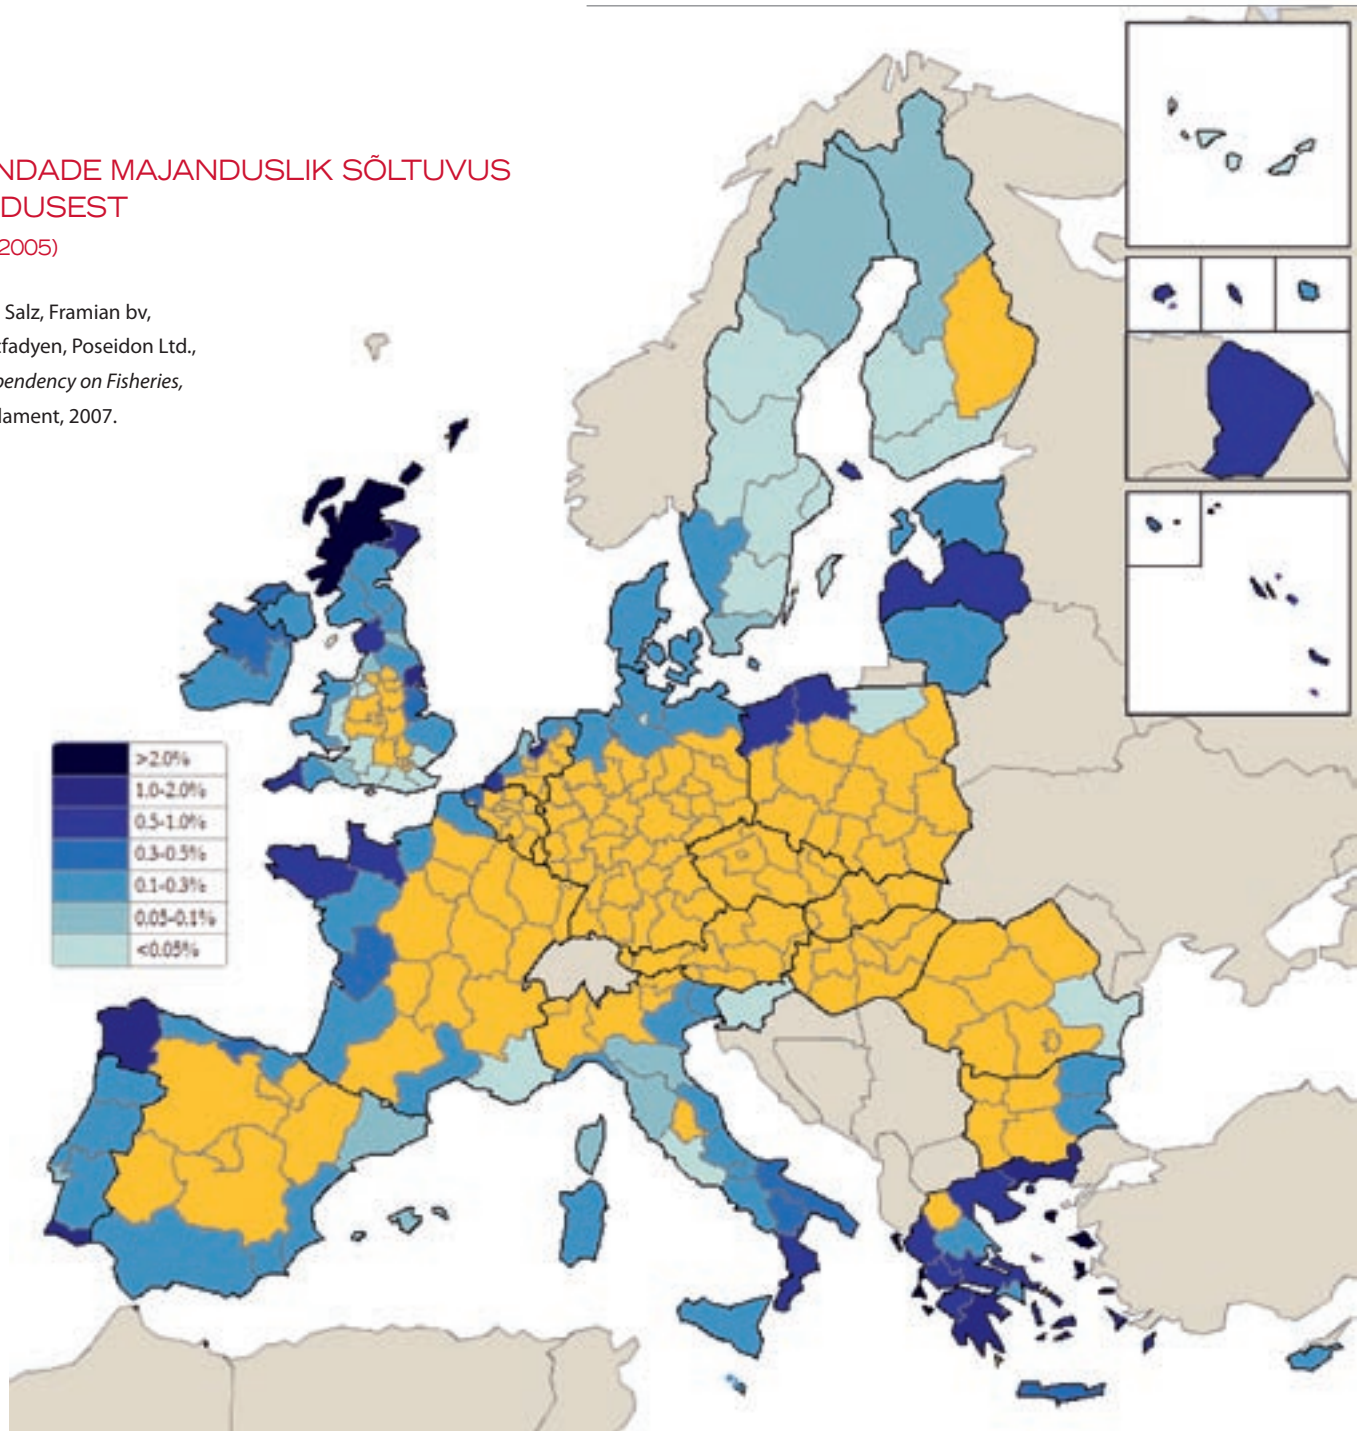 NDADE MAJANDUSLIK SÕLTUVUS
DUSEST
2005)
Salz, Framian bv,
cfadyen, Poseidon Ltd.,
pendency on Fisheries,
lament, 2007.
>2.0%
1.0-2.0%
0.5-1.0%
0.3-0.5%
0.1-0.3%
0.05-0.1%
<0.05%